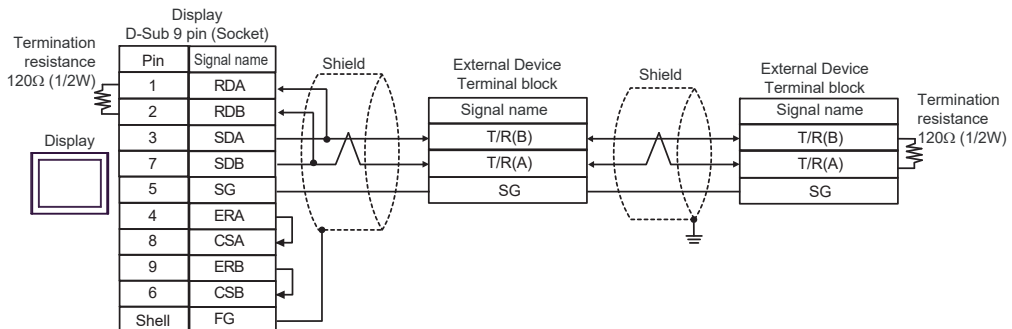 Display
D-Sub 9 pin (Socket)
Termination
resistance
120Ω (1/2W)
Pin Signal name
1 RDA
2 RDB
3 SDA
7 SDB
5 SG
4 ERA
8 CSA
9 ERB
6 CSB
Shell FG
Display
Shield
External Device
Terminal block
Signal name
T/R(B)
T/R(A)
SG
Shield
External Device
Terminal block
Signal name
T/R(B)
T/R(A)
SG
Termination
resistance
120Ω (1/2W)